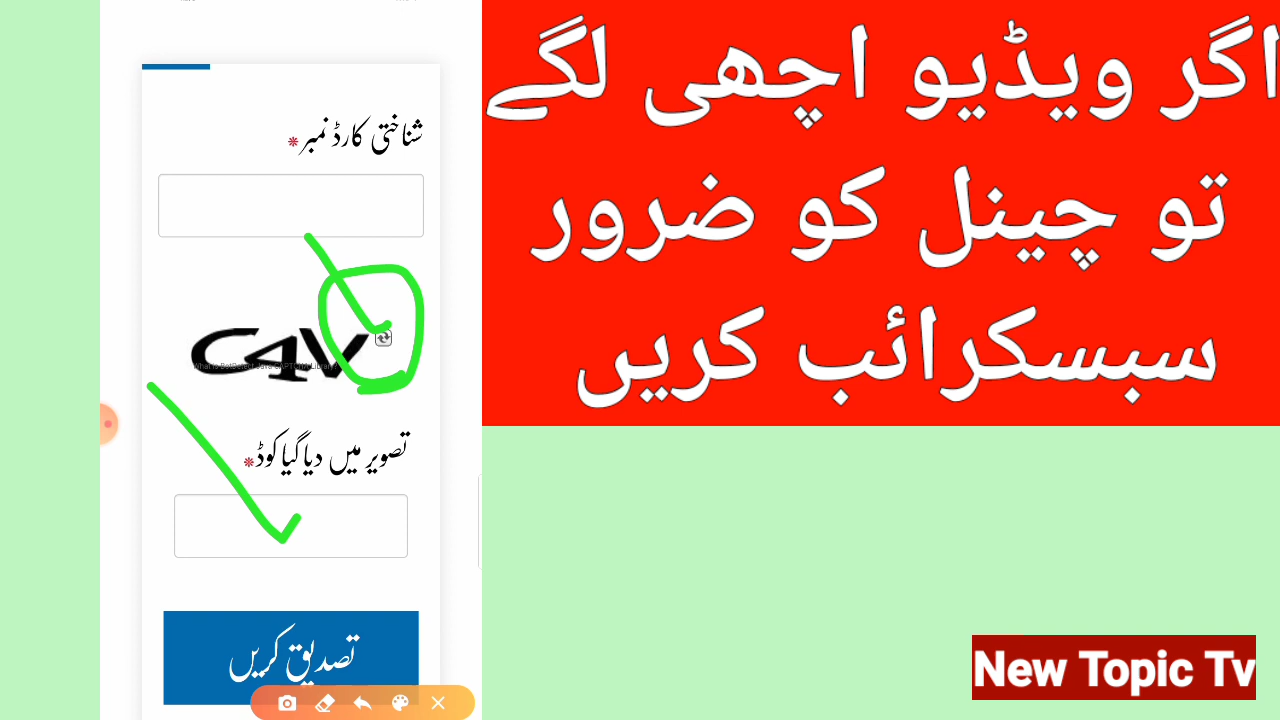 شناختی کارڈ نمبر *
C4V
تصویر میں دیا گیا کوڈ*
تصدیق کریں
اگر ویڈیو اچھی لگے
تو چینل کو ضرور
سبسکرائب کریں
New Topic Tv